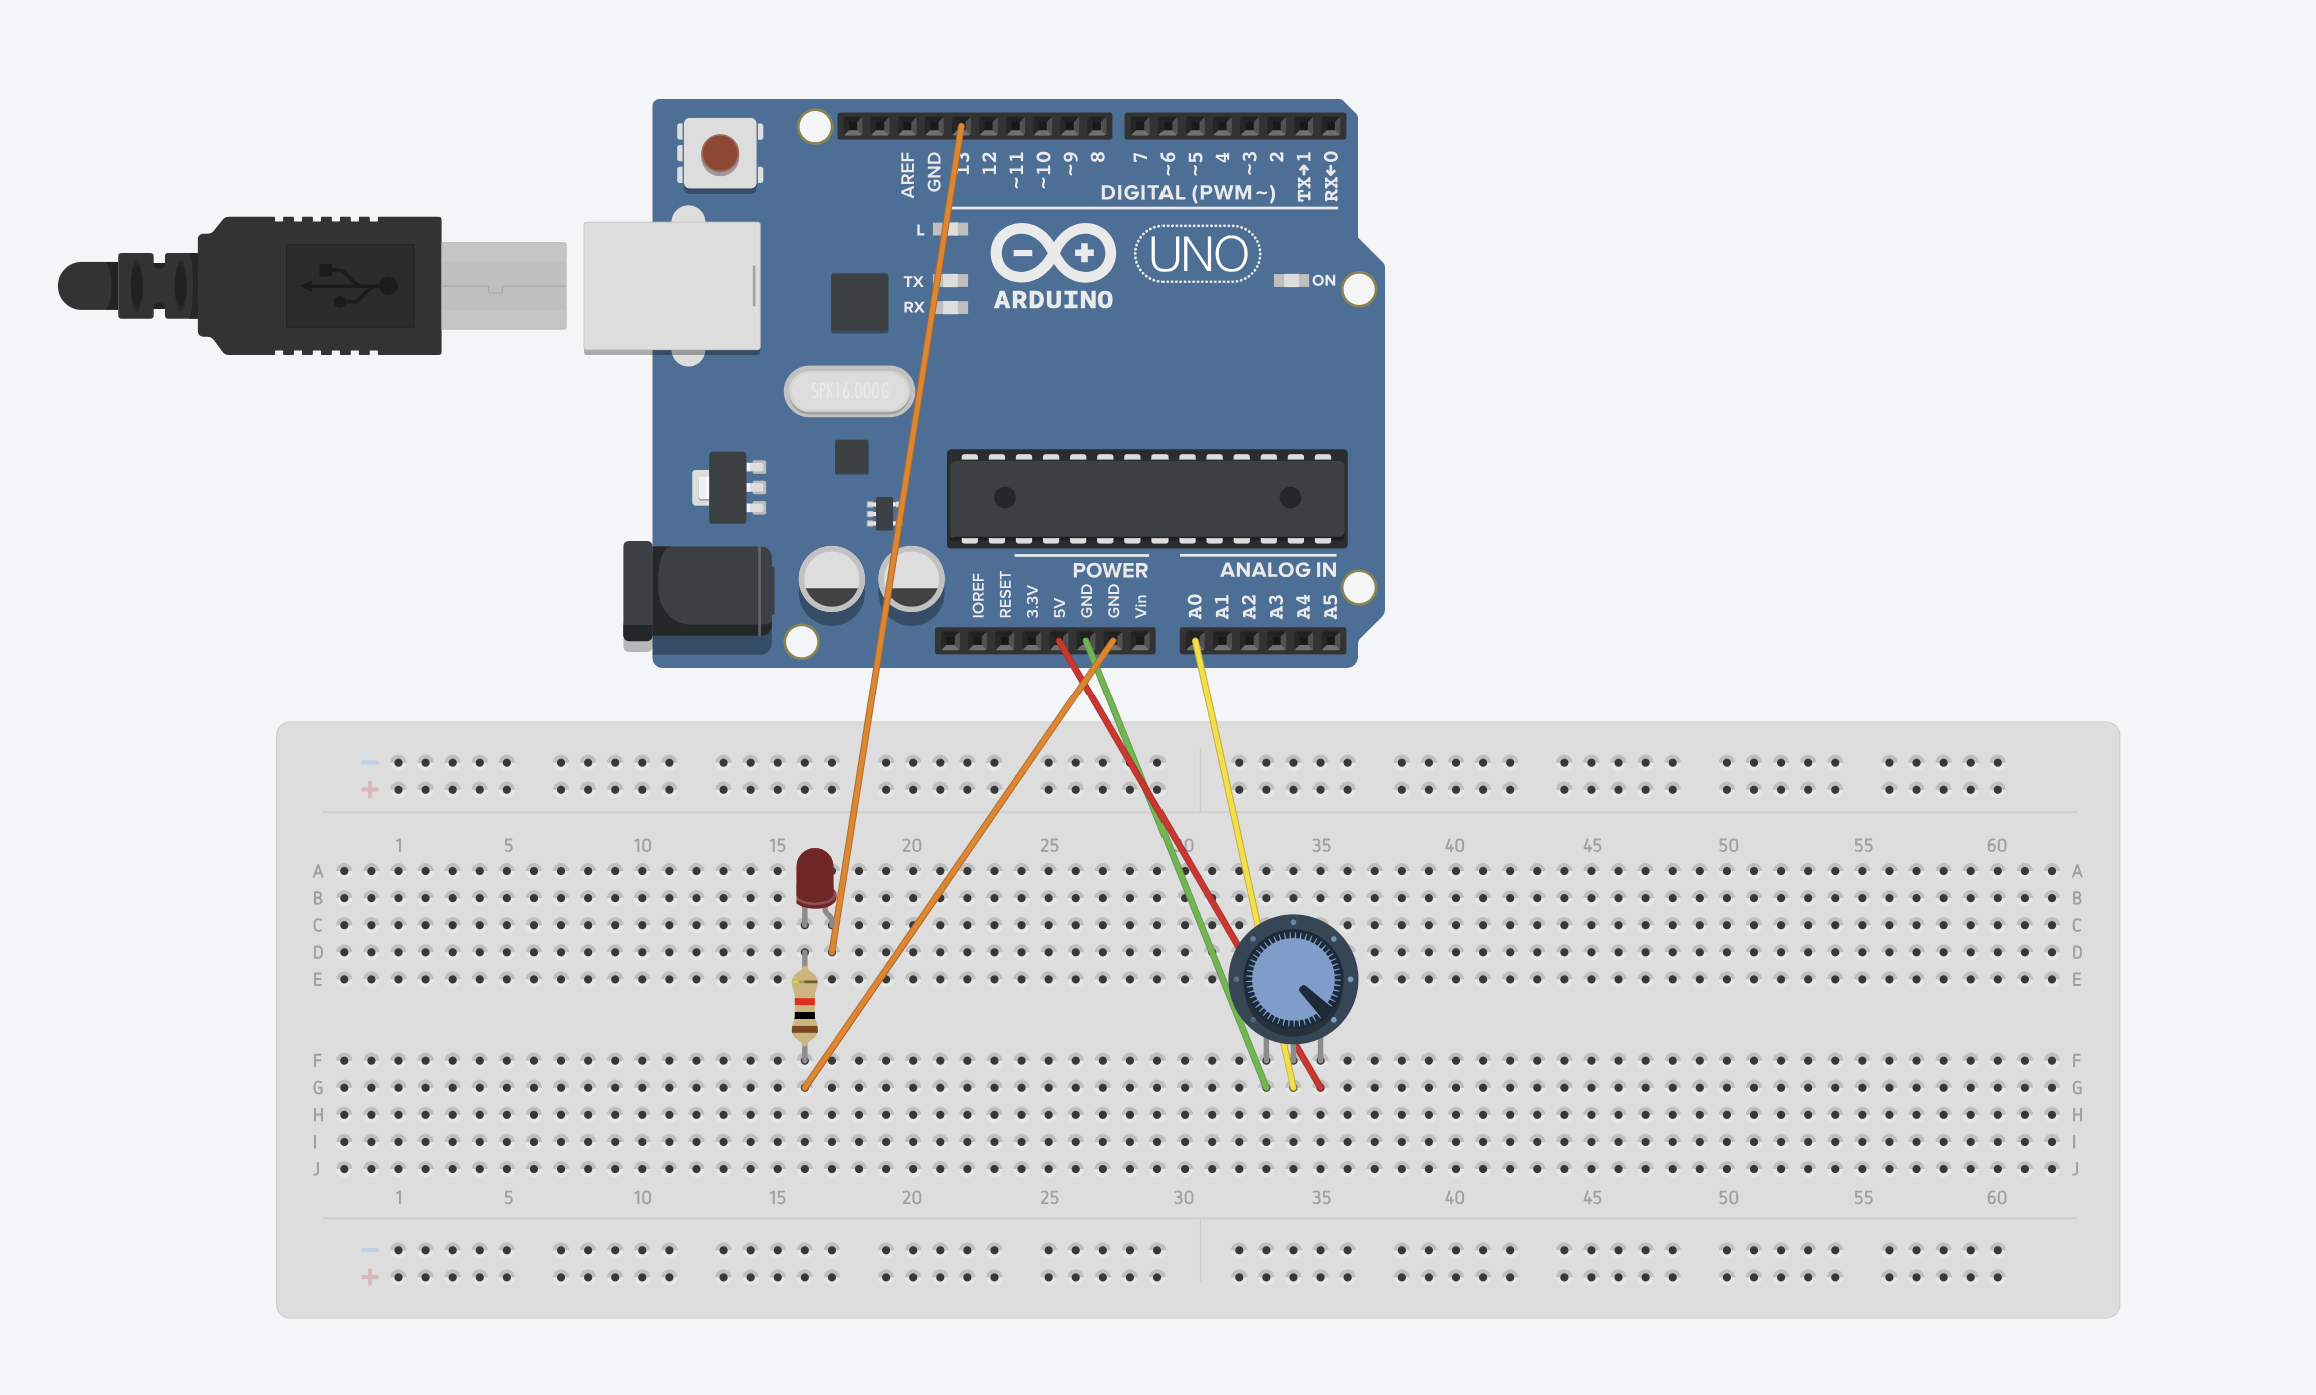 AREF GND 13 12 ~11 ~10 ~9 8 7 ~6 ~5 4 ~3 2 TX→1 RX←0
DIGITAL (PWM ~)
L
TX
RX
UNO
ON
ARDUINO
SPK16.000G
POWER ANALOG IN
IOREF RESET 3.3V 5V GND GND Vin A0 A1 A2 A3 A4 A5
−
+
1 5 10 15 20 25 30 35 40 45 50 55 60
A A
B B
C C
D D
E E
F F
G G
H H
I I
J J
1 5 10 15 20 25 30 35 40 45 50 55 60
−
+